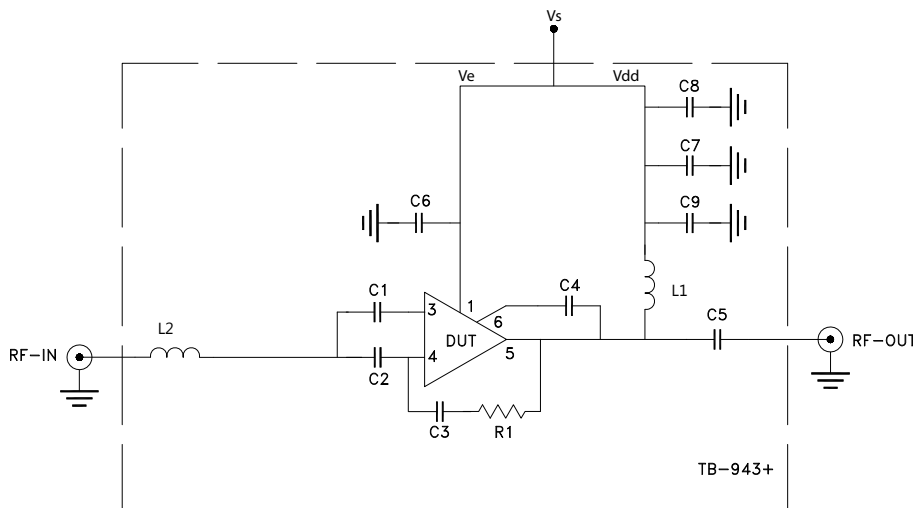 Vs
Ve
Vdd
C8
C7
C6
C9
C1
3
1
C4
6
L1
L2
DUT
C5
5
RF-IN
4
RF-OUT
C2
C3
R1
TB-943+